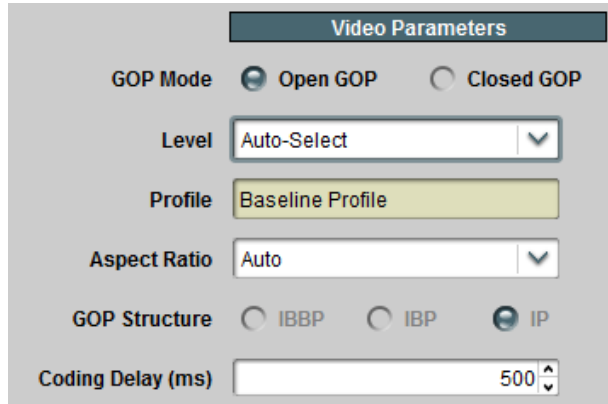 Video Parameters
GOP Mode Open GOP Closed GOP
Level Auto-Select
Profile Baseline Profile
Aspect Ratio Auto
GOP Structure IBBP IBP IP
Coding Delay (ms) 500